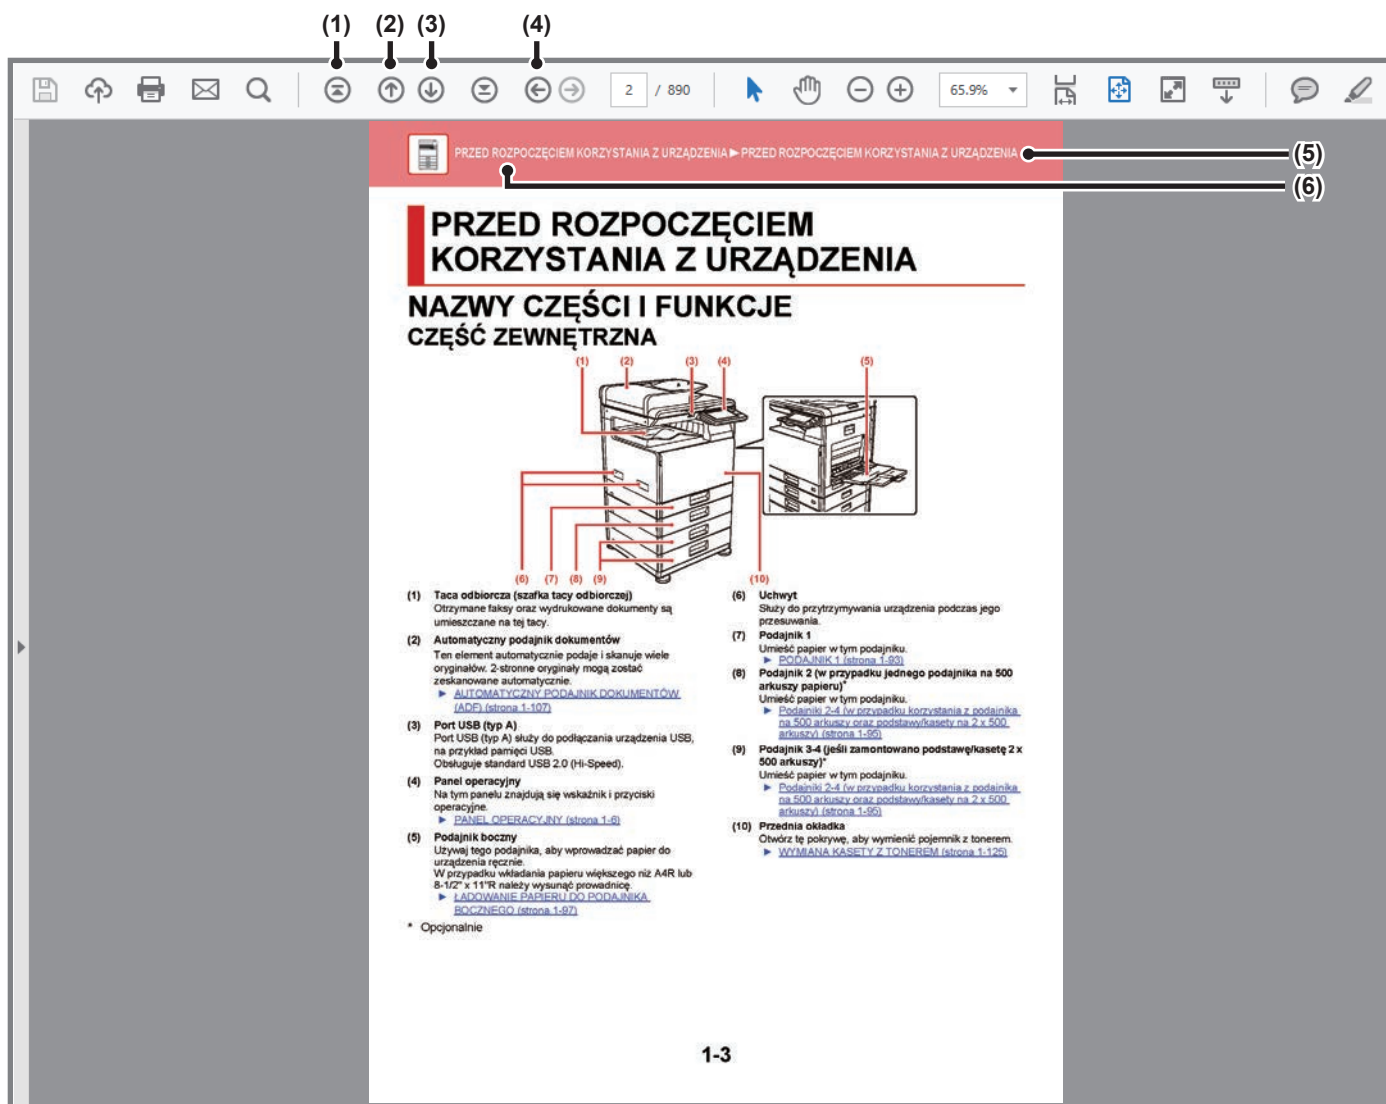 (1) (2) (3) (4)
2 / 890 65.9%
PRZED ROZPOCZĘCIEM KORZYSTANIA Z URZĄDZENIA►PRZED ROZPOCZĘCIEM KORZYSTANIA Z URZĄDZENIA
(5)
(6)
PRZED ROZPOCZĘCIEM
KORZYSTANIA Z URZĄDZENIA
NAZWY CZĘŚCI I FUNKCJE
CZĘŚĆ ZEWNĘTRZNA
(1) (2) (3) (4) (5)
(6) (7) (8) (9) (10)
(1) Taca odbiorcza (szafka tacy odbiorczej)
Otrzymane faksy oraz wydrukowane dokumenty są
umieszczane na tej tacy.
(2) Automatyczny podajnik dokumentów
Ten element automatycznie podaje i skanuje wiele
oryginałów. 2-stronne oryginały mogą zostać
zeskanowane automatycznie.
► AUTOMATYCZNY PODAJNIK DOKUMENTÓW
(ADF) (strona 1-107)
(3) Port USB (typ A)
Port USB (typ A) służy do podłączania urządzenia USB,
na przykład pamięci USB.
Obsługuje standard USB 2.0 (Hi-Speed).
(4) Panel operacyjny
Na tym panelu znajdują się wskaźnik i przyciski
operacyjne.
► PANEL OPERACYJNY (strona 1-6)
(5) Podajnik boczny
Używaj tego podajnika, aby wprowadzać papier do
urządzenia ręcznie.
W przypadku wkładania papieru większego niż A4R lub
8-1/2" x 11"R należy wysunąć prowadnicę.
► ŁADOWANIE PAPIERU DO PODAJNIKA
BOCZNEGO (strona 1-97)
* Opcjonalnie
(6) Uchwyt
Służy do przytrzymywania urządzenia podczas jego
przesuwania.
(7) Podajnik 1
Umieść papier w tym podajniku.
► PODAJNIK 1 (strona 1-93)
(8) Podajnik 2 (w przypadku jednego podajnika na 500
arkuszy papieru)*
Umieść papier w tym podajniku.
► Podajniki 2-4 (w przypadku korzystania z podajnika
na 500 arkuszy oraz podstawy/kasety na 2 x 500
arkuszy) (strona 1-95)
(9) Podajnik 3-4 (jeśli zamontowano podstawę/kasetę 2 x
500 arkuszy)*
Umieść papier w tym podajniku.
► Podajniki 2-4 (w przypadku korzystania z podajnika
na 500 arkuszy oraz podstawy/kasety na 2 x 500
arkuszy) (strona 1-95)
(10) Przednia okładka
Otwórz tę pokrywę, aby wymienić pojemnik z tonerem.
► WYMIANA KASETY Z TONEREM (strona 1-125)
1-3